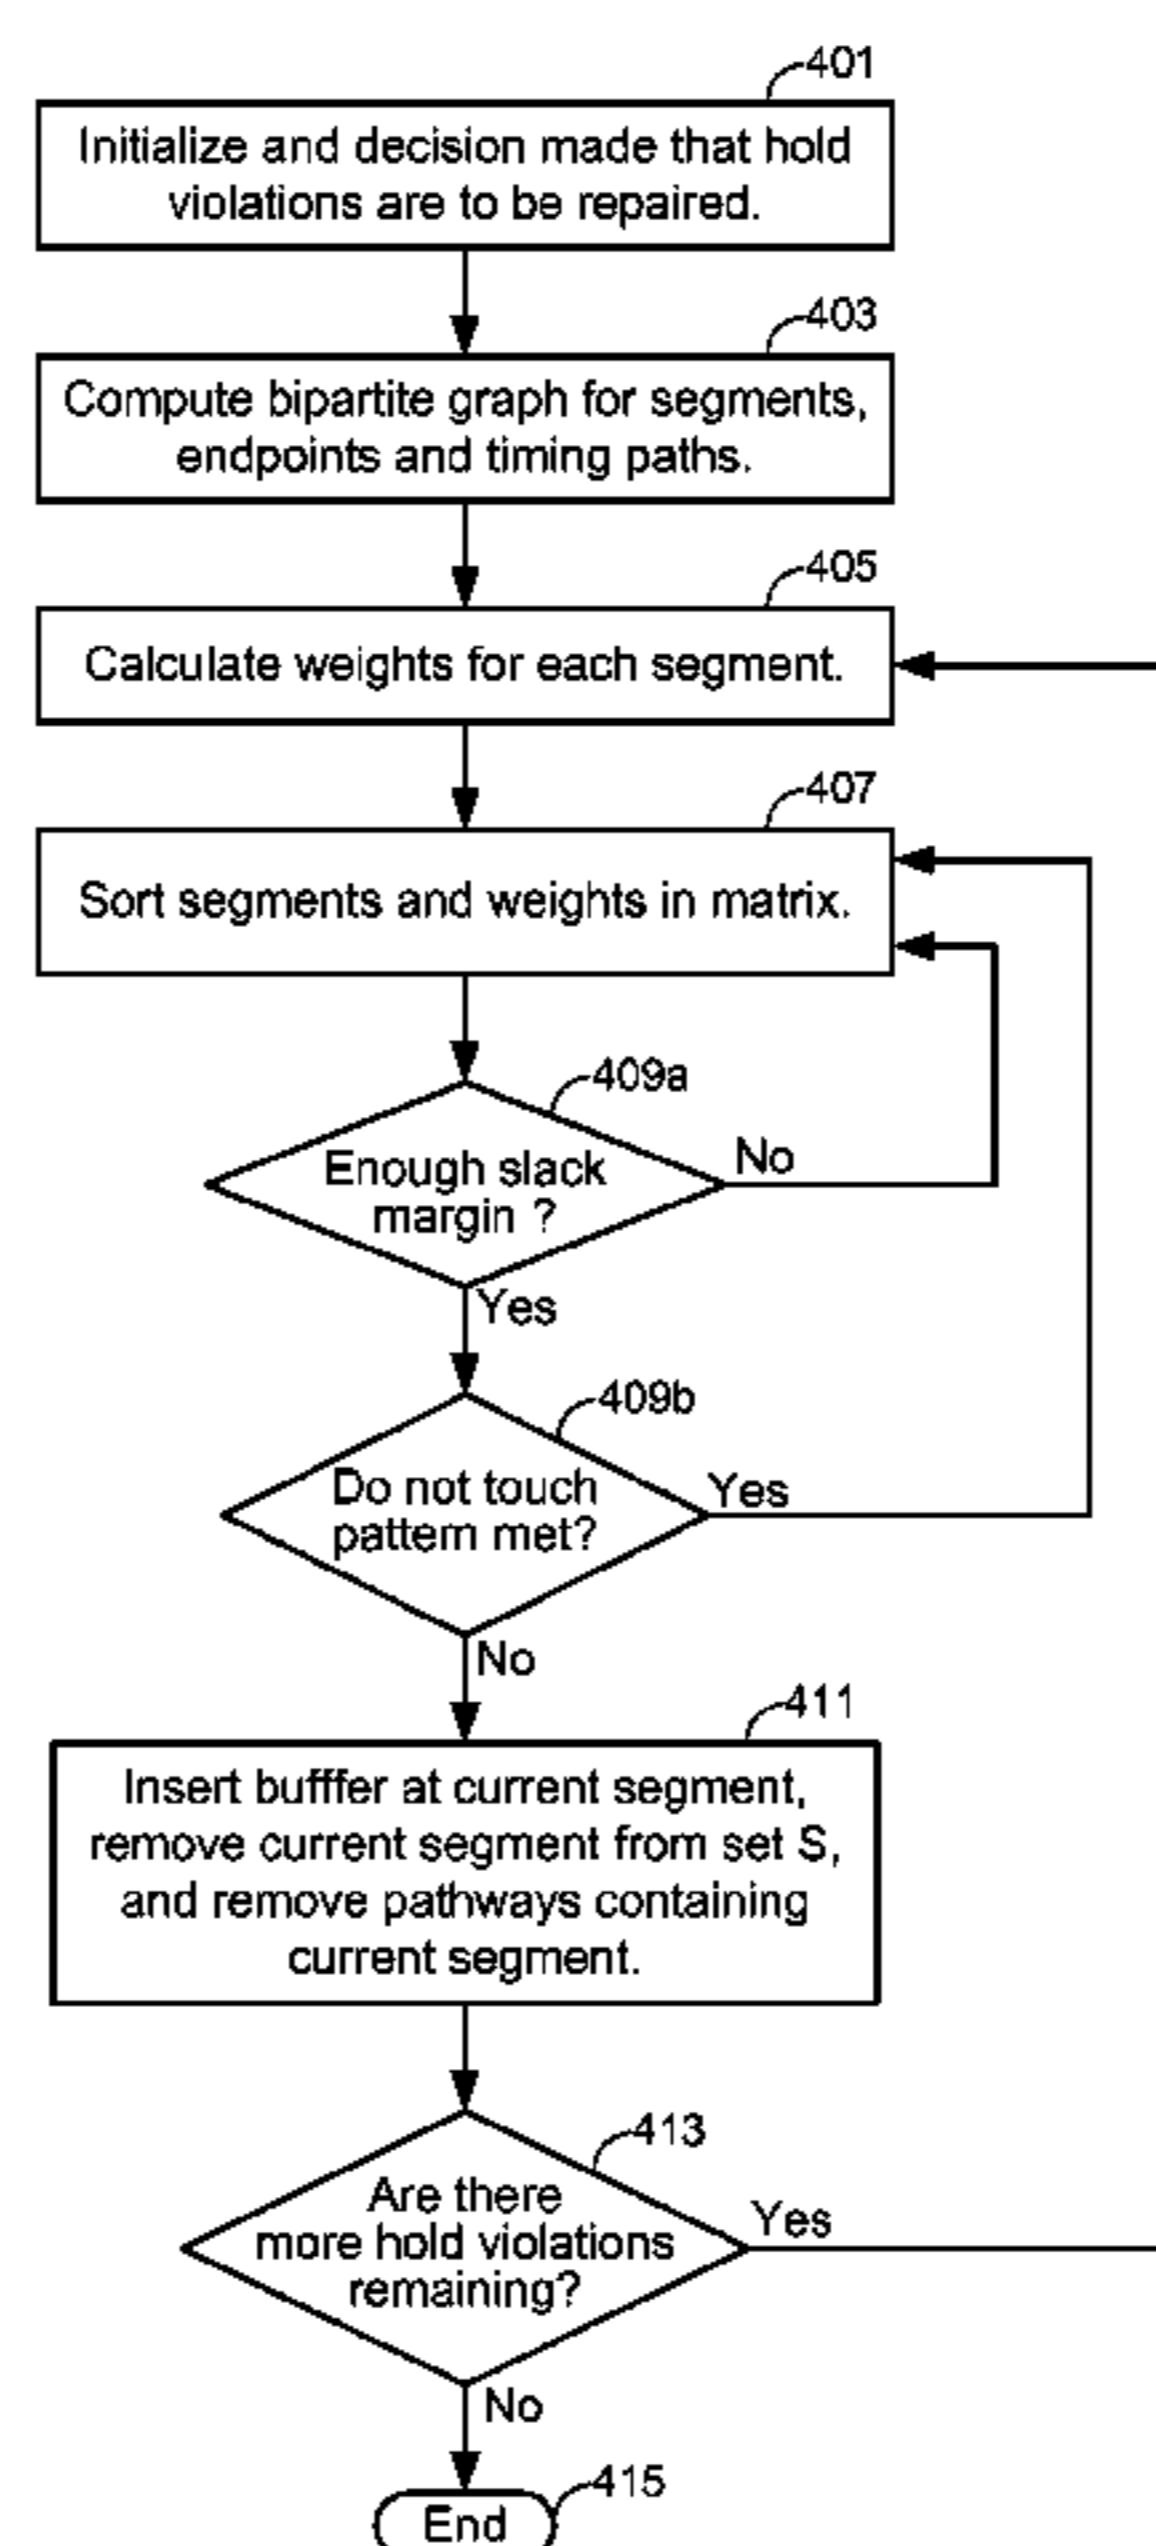 401
Initialize and decision made that hold
violations are to be repaired.
403
Compute bipartite graph for segments,
endpoints and timing paths.
405
Calculate weights for each segment.
407
Sort segments and weights in matrix.
409a
Enough slack
margin ?
No
Yes
409b
Do not touch
pattern met?
Yes
No
411
Insert bufffer at current segment,
remove current segment from set S,
and remove pathways containing
current segment.
413
Are there
more hold violations
remaining?
Yes
No
415
End